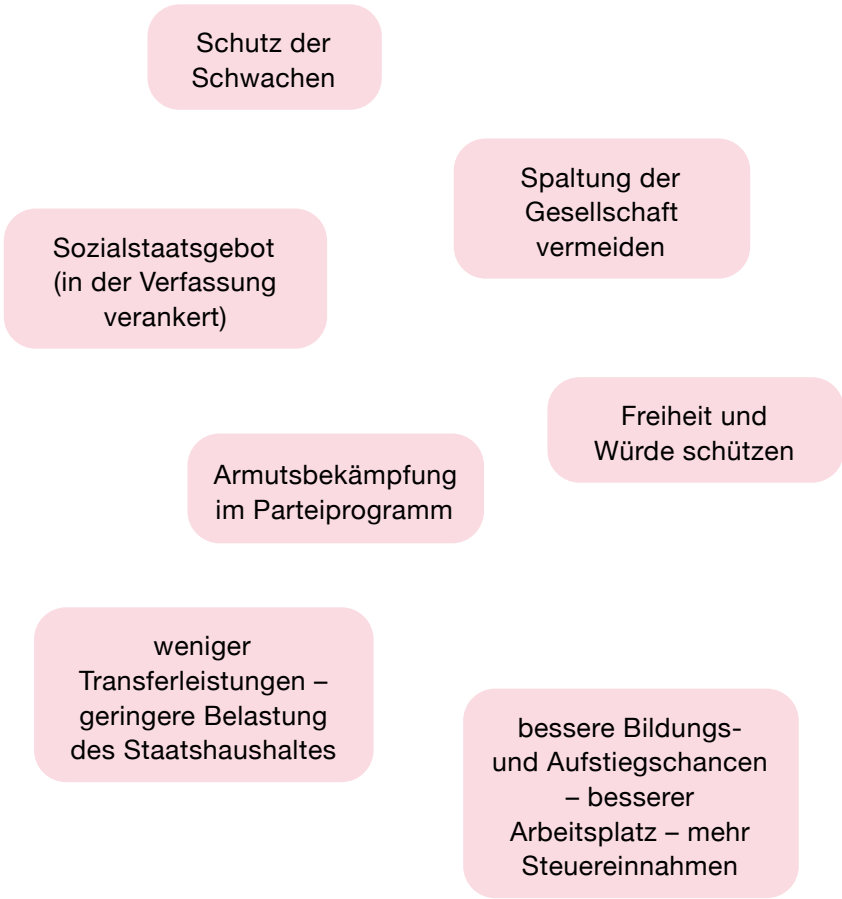 Schutz der
Schwachen
Spaltung der
Gesellschaft
vermeiden
Sozialstaatsgebot
(in der Verfassung
verankert)
Freiheit und
Würde schützen
Armutsbekämpfung
im Parteiprogramm
weniger
Transferleistungen –
geringere Belastung
des Staatshaushaltes
bessere Bildungs-
und Aufstiegschancen
– besserer
Arbeitsplatz – mehr
Steuereinnahmen